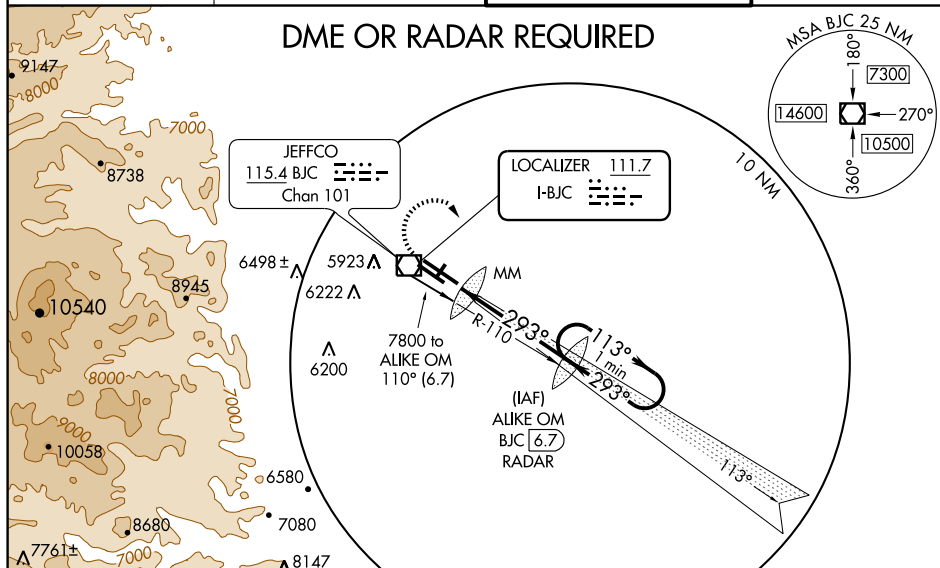 DME OR RADAR REQUIRED
MSA BJC 25 NM
180°
7300
14600
270°
10500
360°
9147
8000
7000
8738
JEFFCO
115.4 BJC
Chan 101
LOCALIZER 111.7
I-BJC
10 NM
6498 ±
5923
6222
8945
10540
6200
MM
R-110
293°
113°
1 min
293°
7800 to
ALIKE OM
110° (6.7)
(IAF)
ALIKE OM
BJC 6.7
RADAR
8000
7000
9000
10058
113°
6580
7080
8680
7000
7761±
8147